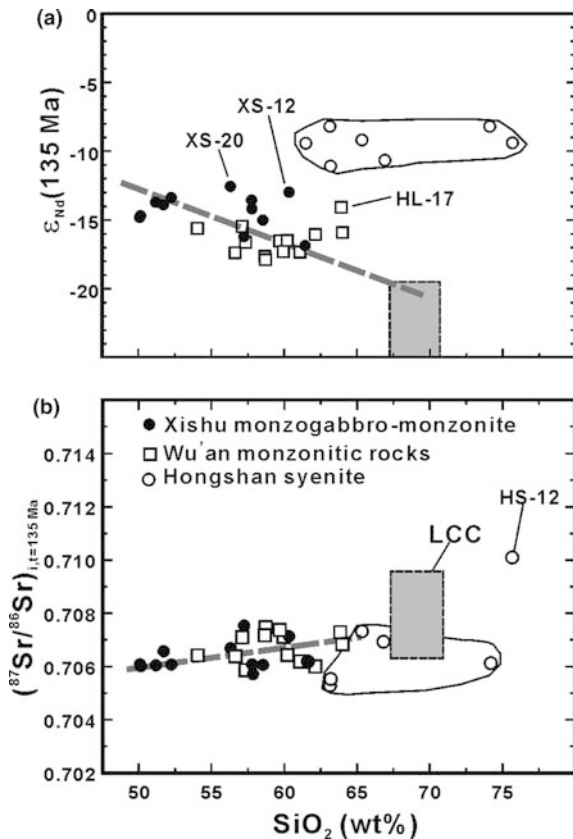 (a)
0
-5
-10
-15
-20
εNd(135 Ma)
XS-12
XS-20
HL-17
(b)
Xishu monzogabbro-monzonite
Wu'an monzonitic rocks
Hongshan syenite
0.714
0.712
0.710
0.708
0.706
0.704
0.702
(87Sr/86Sr)i,t=135 Ma
HS-12
LCC
50 55 60 65 70 75
SiO2 (wt%)